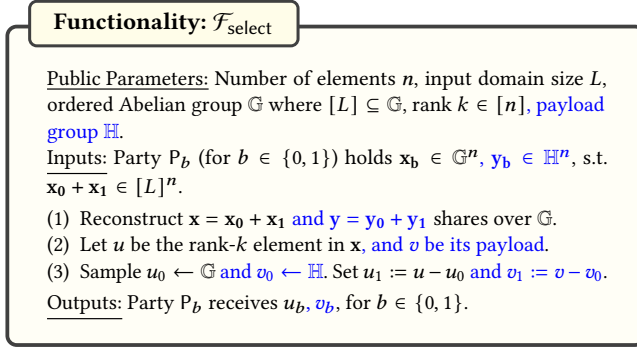 Functionality: ℱ_select
Public Parameters: Number of elements n, input domain size L,
ordered Abelian group 𝔾 where [L] ⊆ 𝔾, rank k ∈ [n], payload
group ℍ.
Inputs: Party P_b (for b ∈ {0, 1}) holds x_b ∈ 𝔾^n, y_b ∈ ℍ^n, s.t.
x_0 + x_1 ∈ [L]^n.
(1) Reconstruct x = x_0 + x_1 and y = y_0 + y_1 shares over 𝔾.
(2) Let u be the rank-k element in x, and v be its payload.
(3) Sample u_0 ← 𝔾 and v_0 ← ℍ. Set u_1 := u − u_0 and v_1 := v − v_0.
Outputs: Party P_b receives u_b, v_b, for b ∈ {0, 1}.